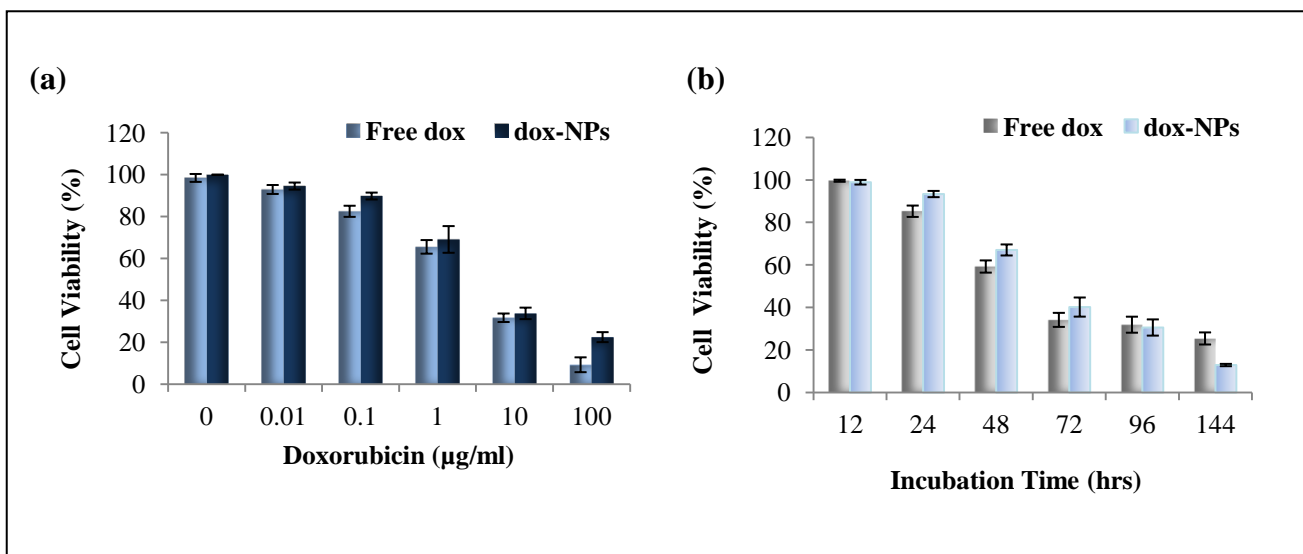 (a)
Free dox dox-NPs
120
100
80
60
40
20
0
Cell Viability (%)
0 0.01 0.1 1 10 100
Doxorubicin (µg/ml)
(b)
Free dox dox-NPs
120
100
80
60
40
20
0
Cell Viability (%)
12 24 48 72 96 144
Incubation Time (hrs)